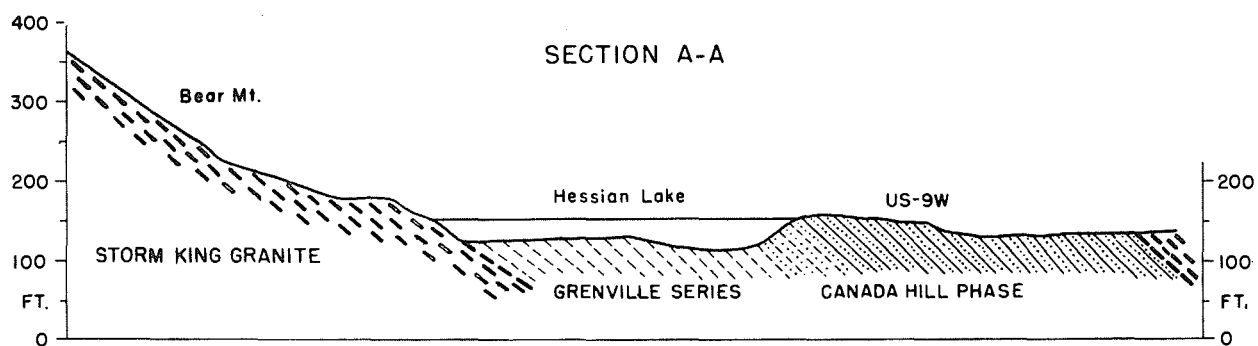 400
SECTION A-A
Bear Mt.
300
200
Hessian Lake
US-9W
200
STORM KING GRANITE
100
100
GRENVILLE SERIES
CANADA HILL PHASE
FT.
FT.
0
0